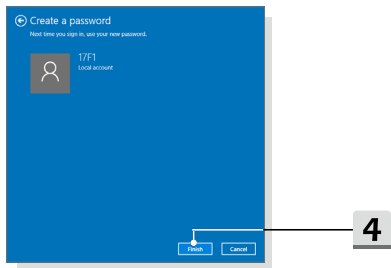 Create a password
Next time you sign in, use your new password.
17F1
Local account
Finish
Cancel
4